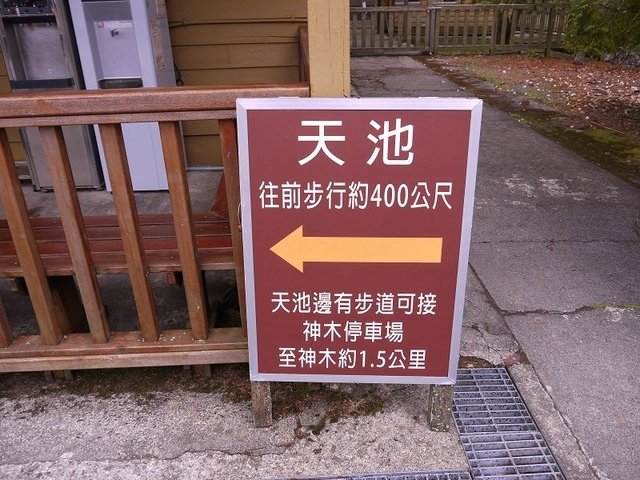 天池
往前步行約400公尺
天池邊有步道可接
神木停車場
至神木約1.5公里